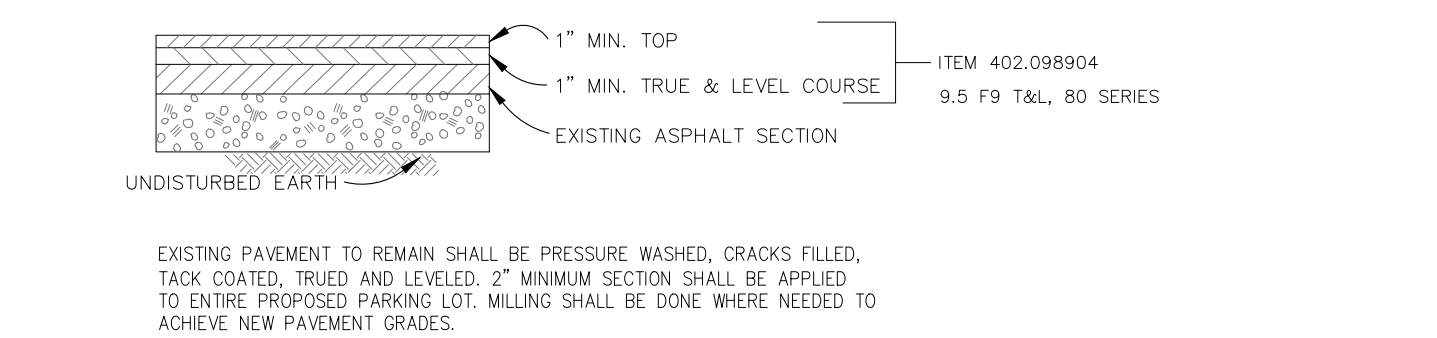 1” MIN. TOP
1” MIN. TRUE & LEVEL COURSE
ITEM 402.098904
9.5 F9 T&L, 80 SERIES
EXISTING ASPHALT SECTION
UNDISTURBED EARTH
EXISTING PAVEMENT TO REMAIN SHALL BE PRESSURE WASHED, CRACKS FILLED,
TACK COATED, TRUED AND LEVELED. 2” MINIMUM SECTION SHALL BE APPLIED
TO ENTIRE PROPOSED PARKING LOT. MILLING SHALL BE DONE WHERE NEEDED TO
ACHIEVE NEW PAVEMENT GRADES.